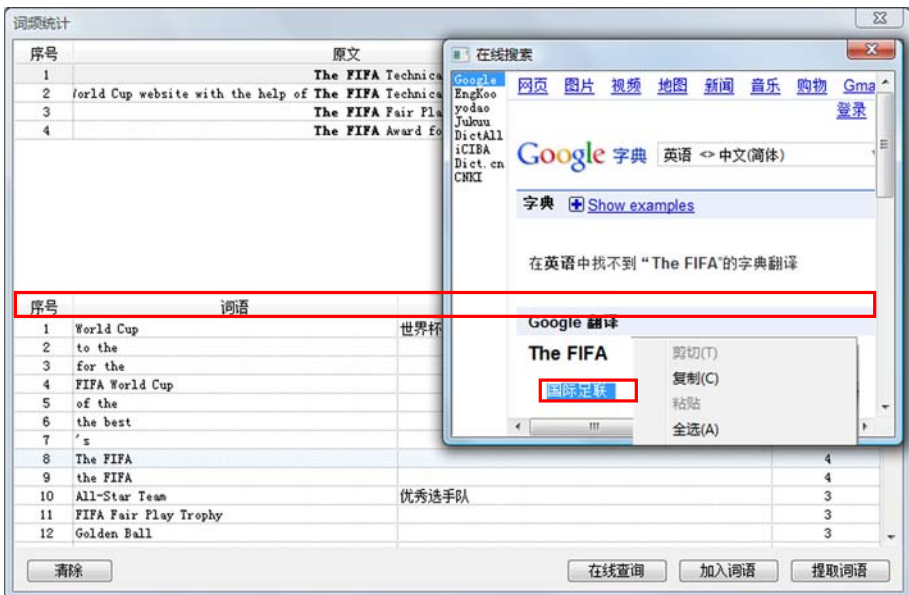 词频统计
序号 原文
1 The FIFA Technica
2 World Cup website with the help of The FIFA Technica
3 The FIFA Fair Pla
4 The FIFA Award fo
序号 词语
1 World Cup 世界杯
2 to the
3 for the
4 FIFA World Cup
5 of the
6 the best
7 's
8 The FIFA 4
9 the FIFA 4
10 All-Star Team 优秀选手队 3
11 FIFA Fair Play Trophy 3
12 Golden Ball 3
清除 在线查询 加入词语 提取词语
在线搜索
Google
EngKoo
yodao
Jukuu
DictAll
iCIBA
Dict.cn
CNKI
网页 图片 视频 地图 新闻 音乐 购物 Gma
登录
Google 字典 英语 <> 中文(简体)
字典 Show examples
在英语中找不到 “The FIFA”的字典翻译
Google 翻译
The FIFA
国际足联
剪切(T)
复制(C)
粘贴
全选(A)